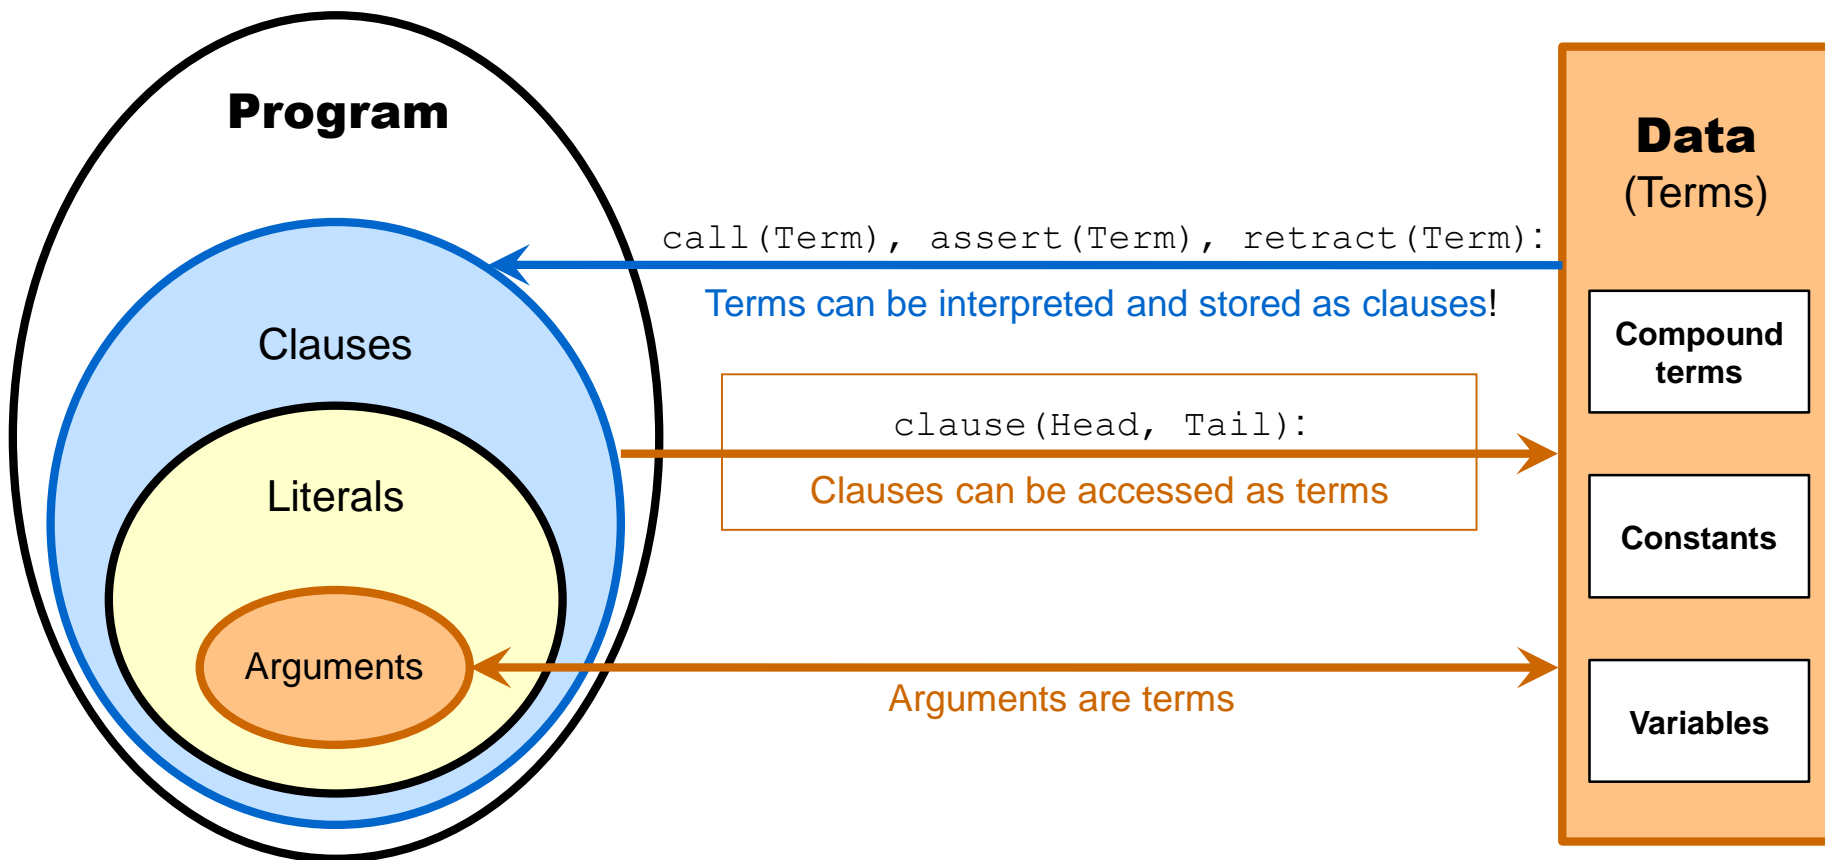 Program
Clauses
Literals
Arguments
call(Term), assert(Term), retract(Term):
Terms can be interpreted and stored as clauses!
clause(Head, Tail):
Clauses can be accessed as terms
Arguments are terms
Data
(Terms)
Compound
terms
Constants
Variables